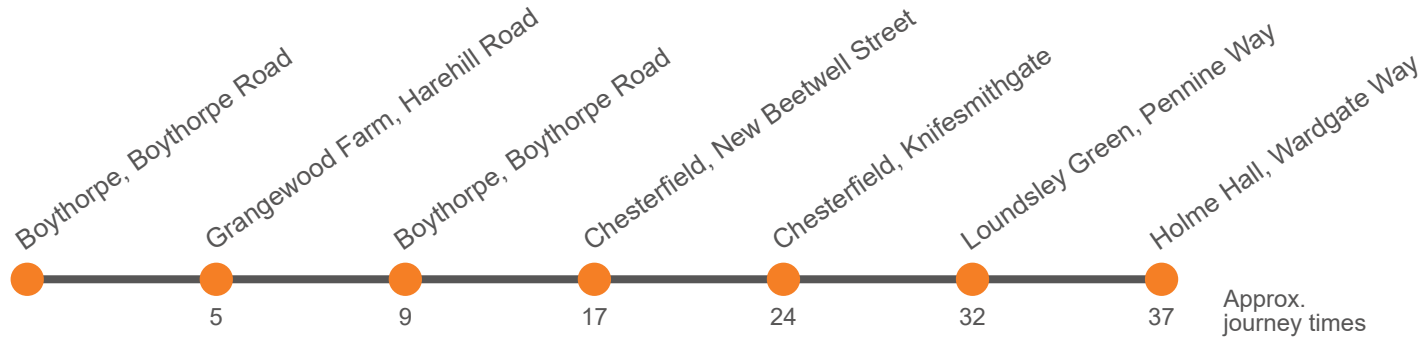 Boythorpe, Boythorpe Road
Grangewood Farm, Harehill Road
Boythorpe, Boythorpe Road
Chesterfield, New Beetwell Street
Chesterfield, Knifesmithgate
Loundsley Green, Pennine Way
Holme Hall, Wardgate Way
5
9
17
24
32
37
Approx.
journey times